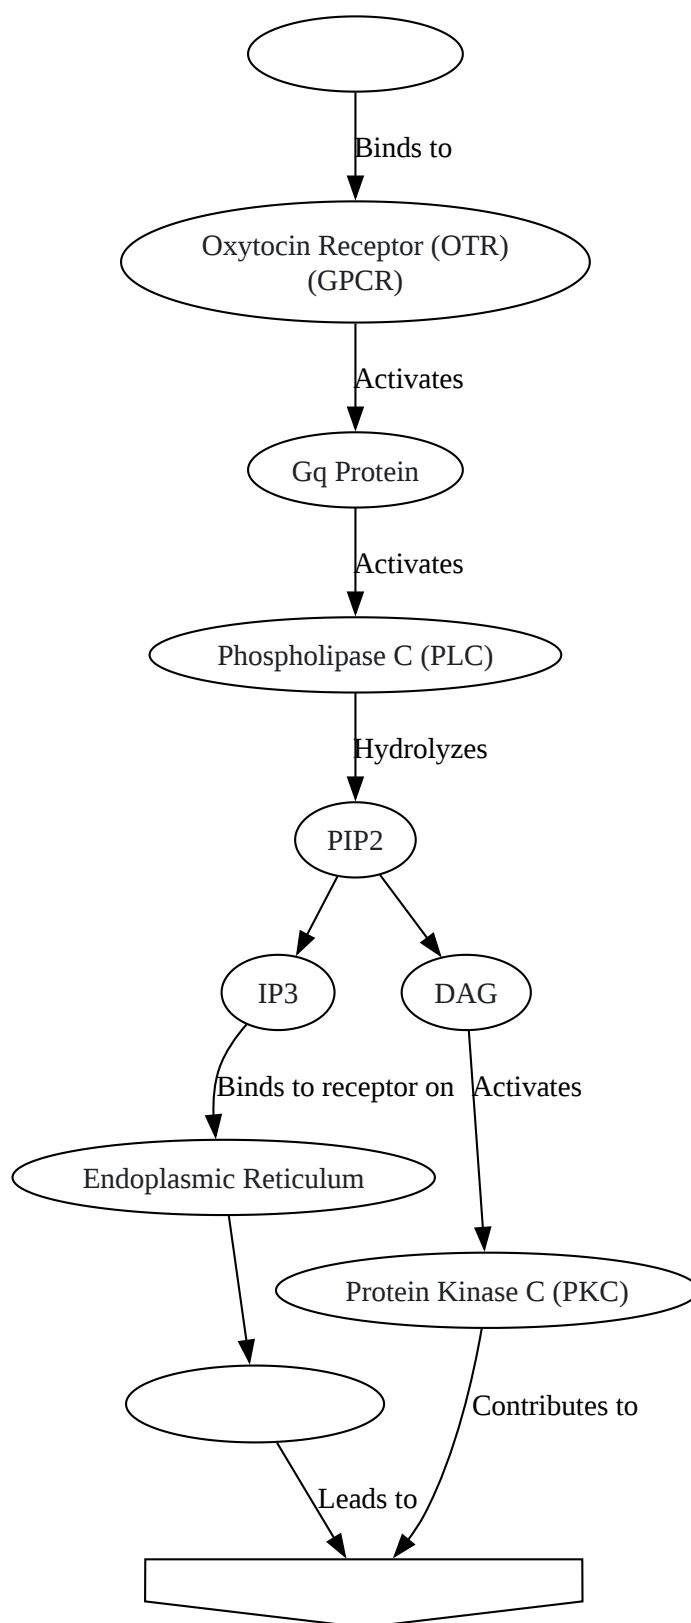 Binds to
Oxytocin Receptor (OTR)
(GPCR)
Activates
Gq Protein
Activates
Phospholipase C (PLC)
Hydrolyzes
PIP2
IP3
DAG
Binds to receptor on
Activates
Endoplasmic Reticulum
Protein Kinase C (PKC)
Contributes to
Leads to